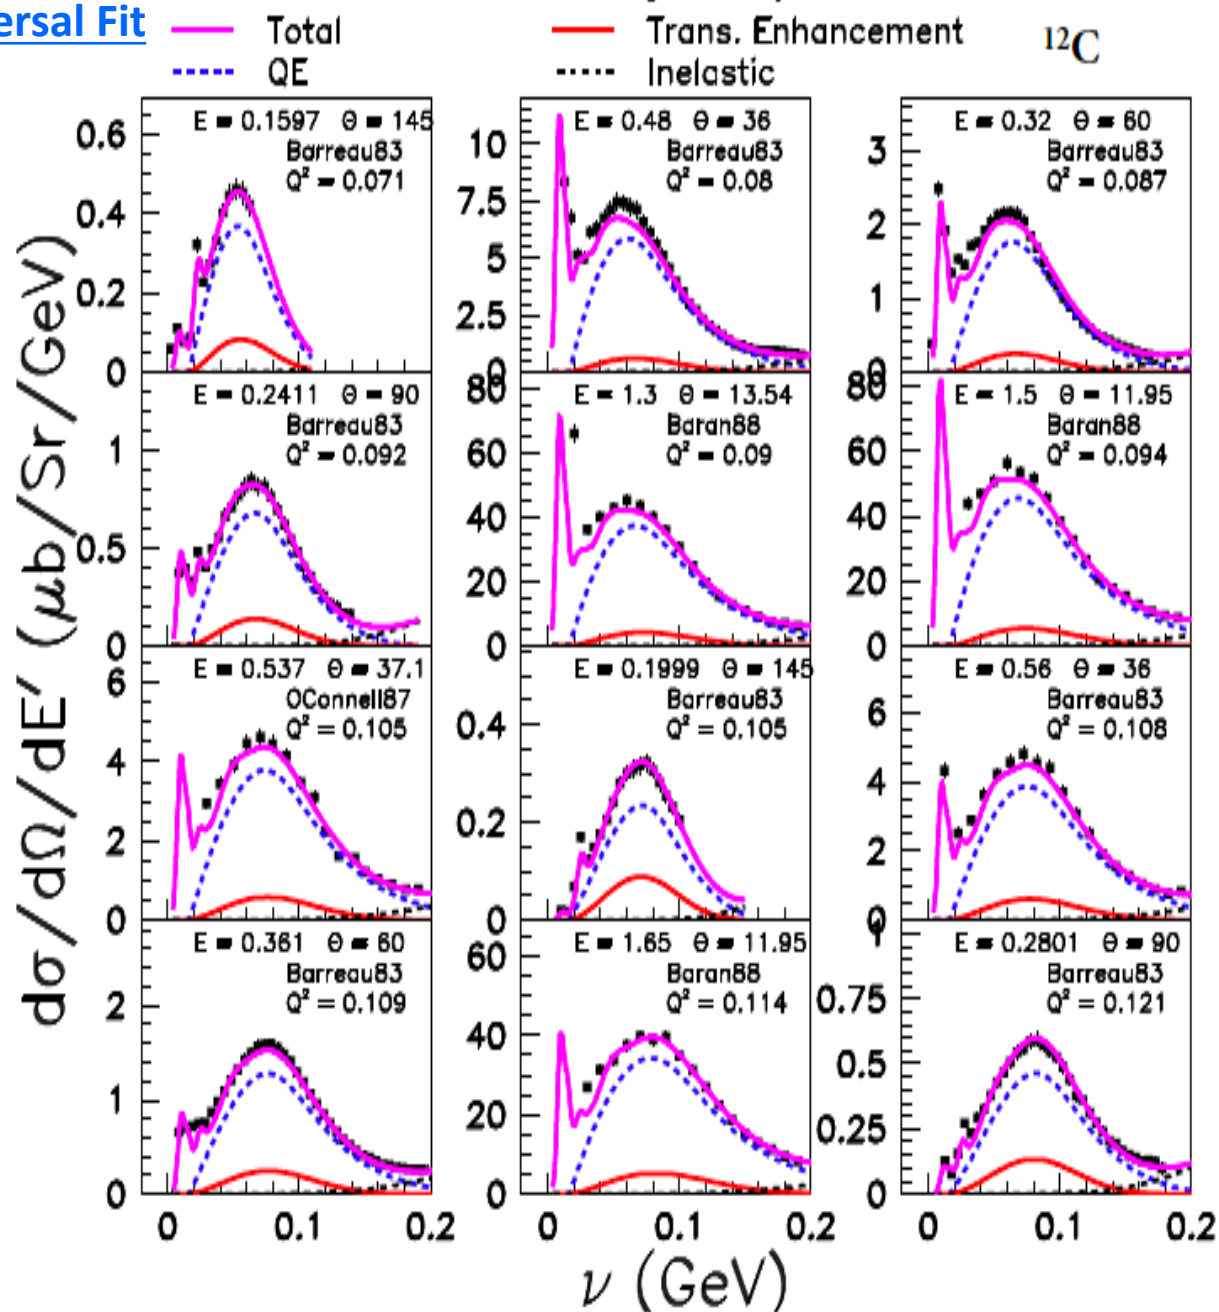 ersal Fit
Total
Trans. Enhancement
¹²C
QE
Inelastic
dσ/dΩ/dE′ (μb/Sr/GeV)
E = 0.1597 θ = 145
Barreau83
Q² = 0.071
0.6
0.4
0.2
0
E = 0.48 θ = 36
Barreau83
Q² = 0.08
10
7.5
5
2.5
0
E = 0.32 θ = 60
Barreau83
Q² = 0.087
3
2
1
0
E = 0.2411 θ = 90
Barreau83
Q² = 0.092
1
0.5
0
E = 1.3 θ = 13.54
Baran88
Q² = 0.09
80
60
40
20
0
E = 1.5 θ = 11.95
Baran88
Q² = 0.094
80
60
40
20
0
E = 0.537 θ = 37.1
OConnell87
Q² = 0.105
6
4
2
0
E = 0.1999 θ = 145
Barreau83
Q² = 0.105
0.4
0.2
0
E = 0.56 θ = 36
Barreau83
Q² = 0.108
6
4
2
0
E = 0.361 θ = 60
Barreau83
Q² = 0.109
2
1
0
E = 1.65 θ = 11.95
Baran88
Q² = 0.114
60
40
20
0
E = 0.2801 θ = 90
Barreau83
Q² = 0.121
1
0.75
0.5
0.25
0
0 0.1 0.2
0 0.1 0.2
0 0.1 0.2
ν (GeV)